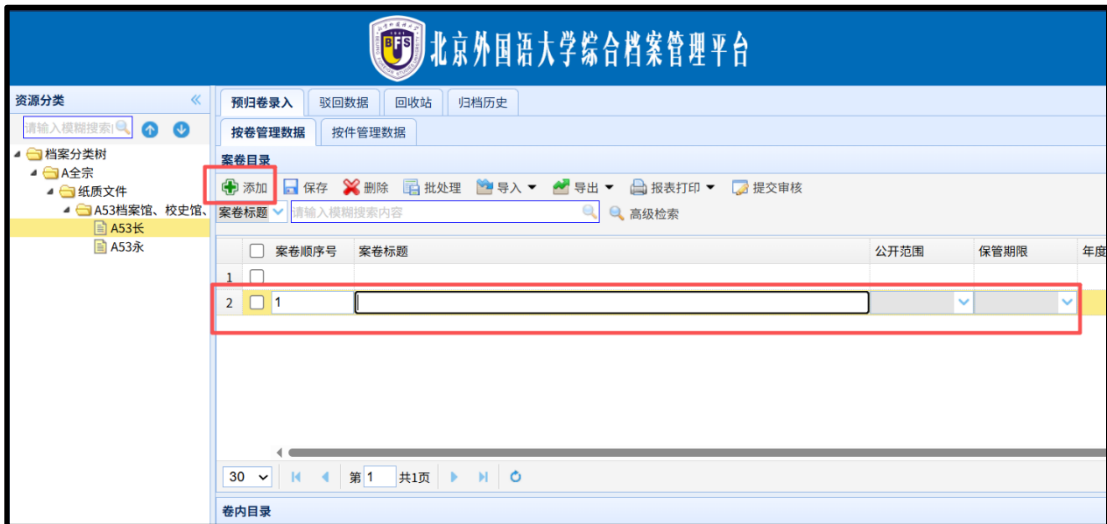 BFS
北京外国语大学综合档案管理平台
资源分类
请输入模糊搜索
档案分类树
A全宗
纸质文件
A53档案馆、校史馆、
A53长
A53永
预归卷录入 驳回数据 回收站 归档历史
按卷管理数据 按件管理数据
案卷目录
添加 保存 删除 批处理 导入 导出 报表打印 提交审核
案卷标题 请输入模糊搜索内容 高级检索
案卷顺序号 案卷标题 公开范围 保管期限 年度
1
2 1
30 第 1 共1页
卷内目录